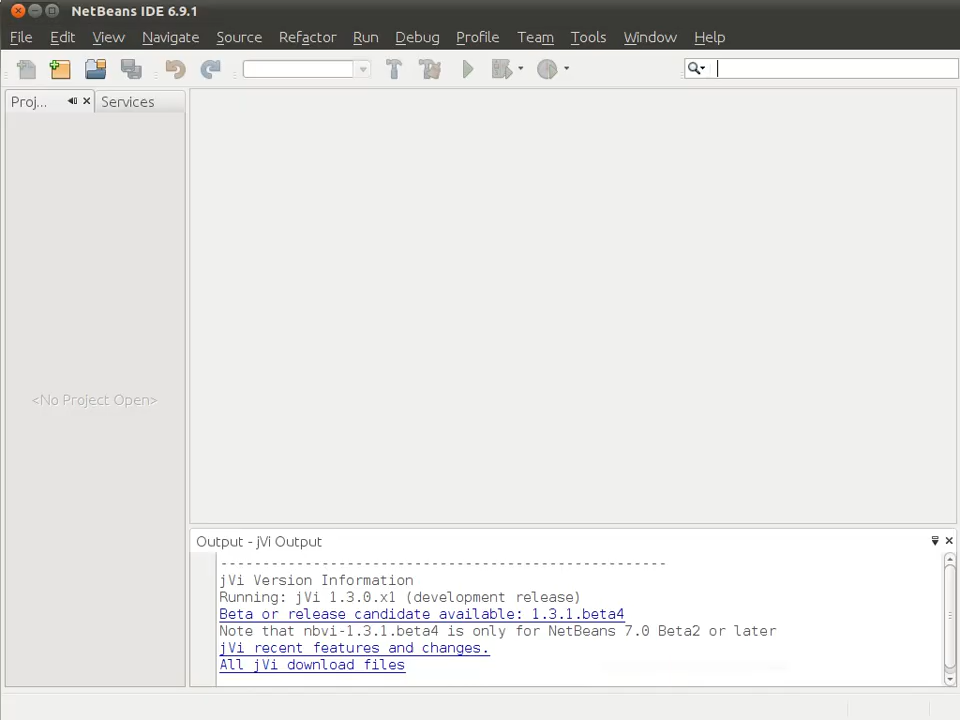 NetBeans IDE 6.9.1
File Edit View Navigate Source Refactor Run Debug Profile Team Tools Window Help
Proj... Services
<No Project Open>
Output - jVi Output
-----------------------------------------------------
jVi Version Information
Running: jVi 1.3.0.x1 (development release)
Beta or release candidate available: 1.3.1.beta4
Note that nbvi-1.3.1.beta4 is only for NetBeans 7.0 Beta2 or later
jVi recent features and changes.
All jVi download files